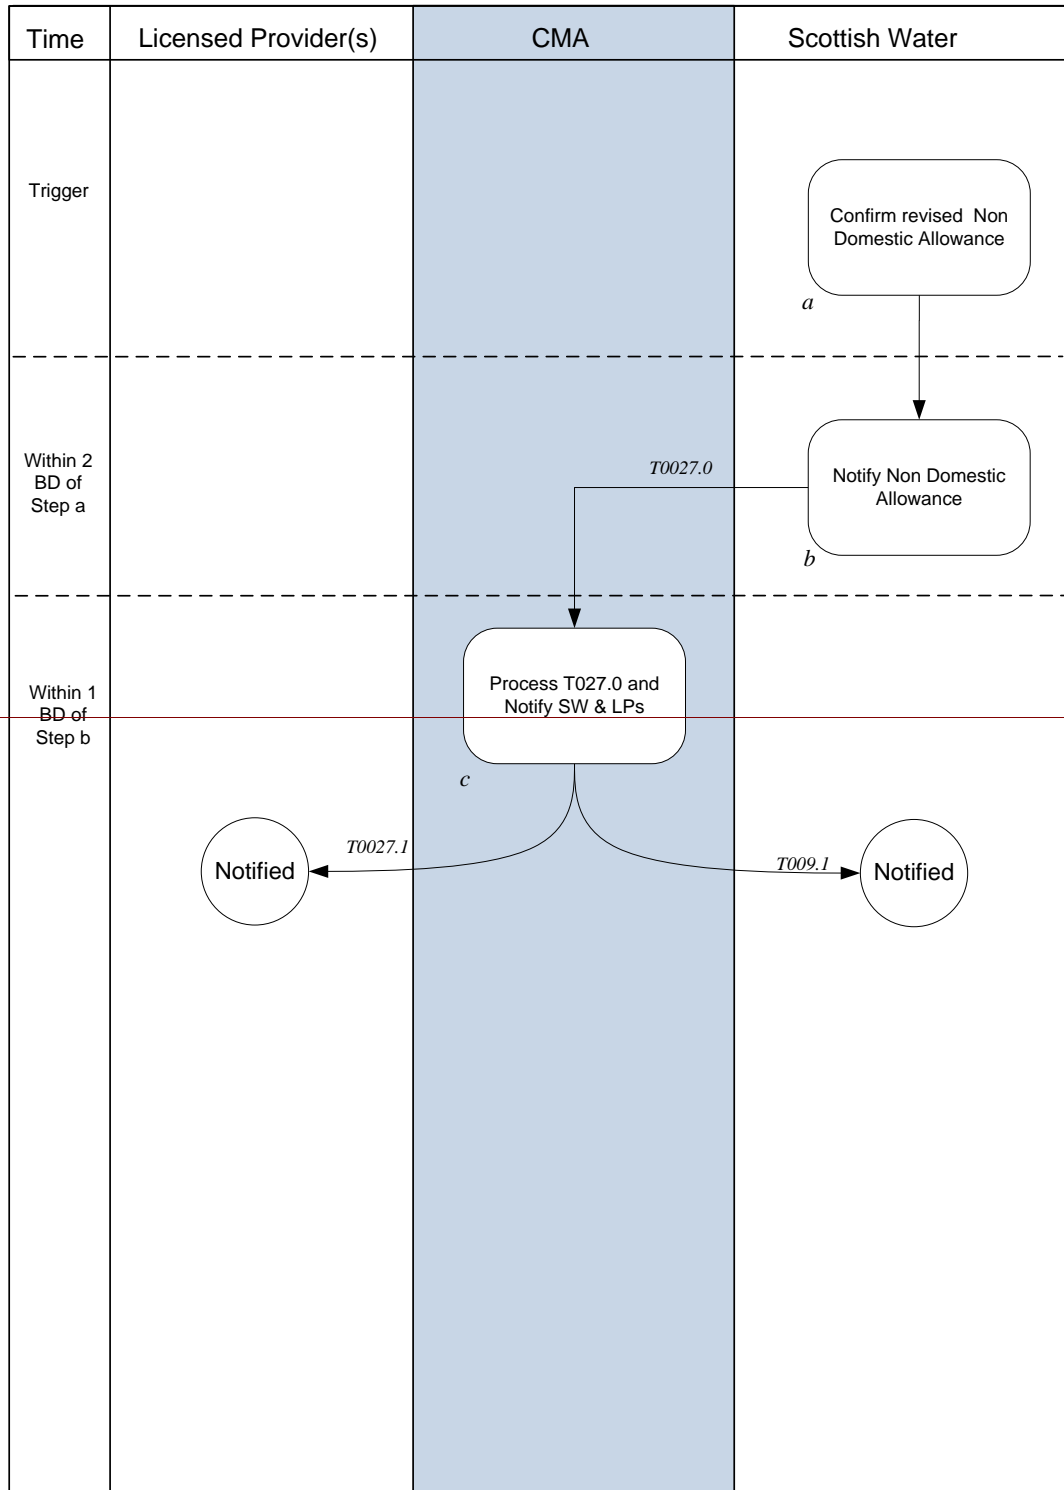 Time
Licensed Provider(s)
CMA
Scottish Water
Trigger
Confirm revised Non
Domestic Allowance
a
Within 2
BD of
Step a
T0027.0
Notify Non Domestic
Allowance
b
Within 1
BD of
Step b
Process T027.0 and
Notify SW & LPs
c
T0027.1
T009.1
Notified
Notified